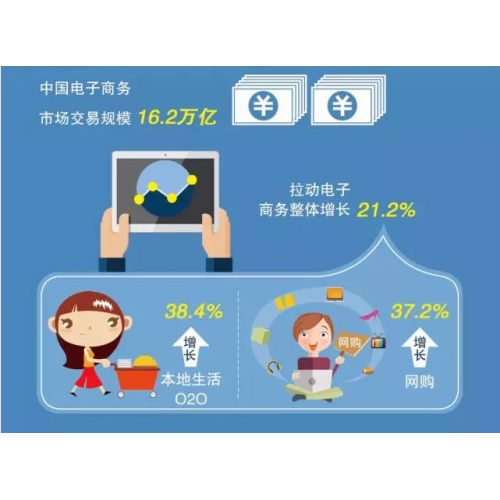 中国电子商务
市场交易规模 16.2万亿
¥ ¥
拉动电子
商务整体增长 21.2%
38.4%
增长
本地生活
O2O
网购
37.2%
增长
网购